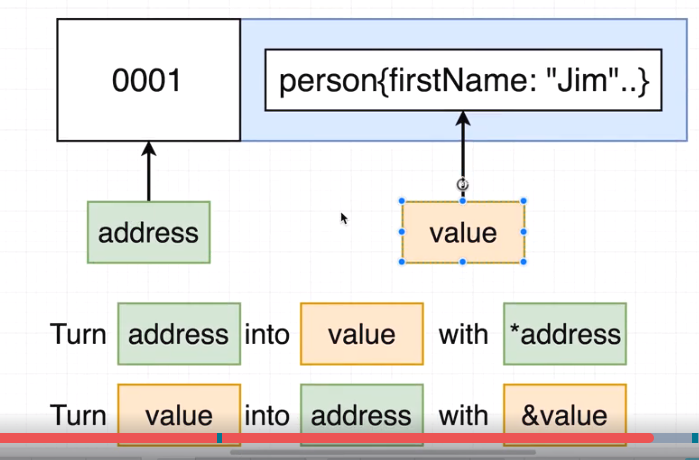 0001 person{firstName: "Jim"..}
address value
Turn address into value with *address
Turn value into address with &value